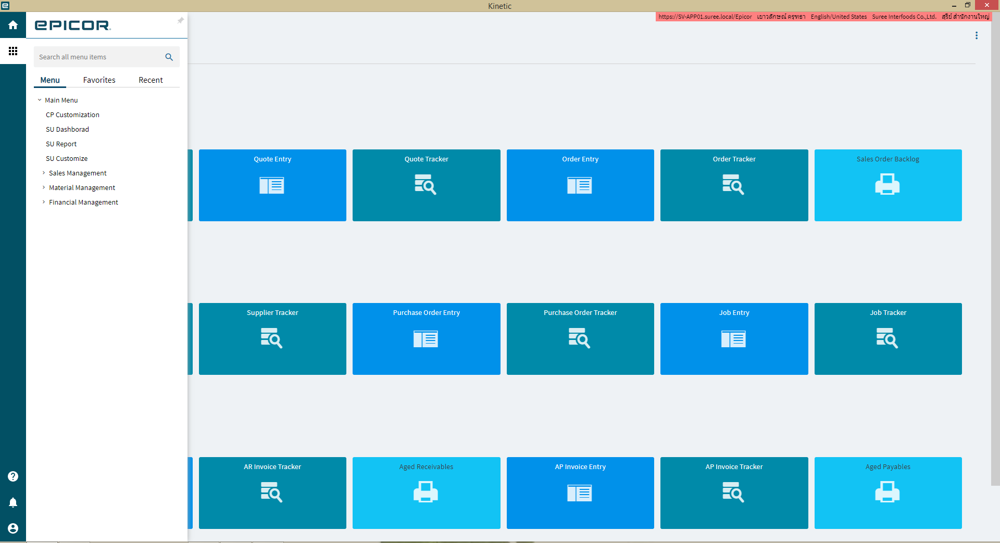 Kinetic
https://SV-APP01.suree.local/Epicor เยาวลักษณ์ ครุฑธา English/United States Suree Interfoods Co.,Ltd. สุรีย์ สำนักงานใหญ่
EPICOR
Search all menu items
Menu Favorites Recent
Main Menu
CP Customization
SU Dashborad
SU Report
SU Customize
Sales Management
Material Management
Financial Management
Quote Entry
Quote Tracker
Order Entry
Order Tracker
Sales Order Backlog
Supplier Tracker
Purchase Order Entry
Purchase Order Tracker
Job Entry
Job Tracker
AR Invoice Tracker
Aged Receivables
AP Invoice Entry
AP Invoice Tracker
Aged Payables